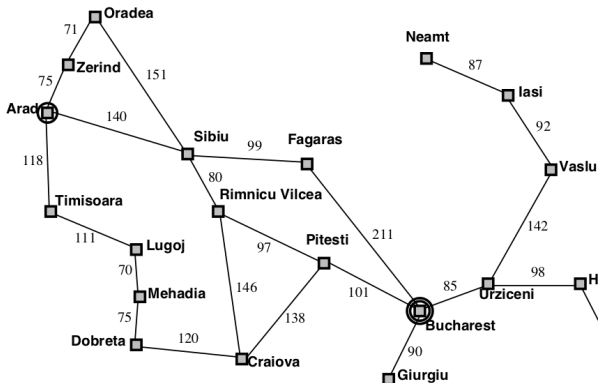 Oradea
71
Neamt
87
Zerind
151
75
Iasi
Arad
140
92
Sibiu
99
Fagaras
118
80
Vaslui
Timisoara
Rimnicu Vilcea
111
97
Pitesti
211
142
Lugoj
70
98
146
101
85
H
Mehadia
138
Urziceni
75
120
Bucharest
Dobreta
90
Craiova
Giurgiu